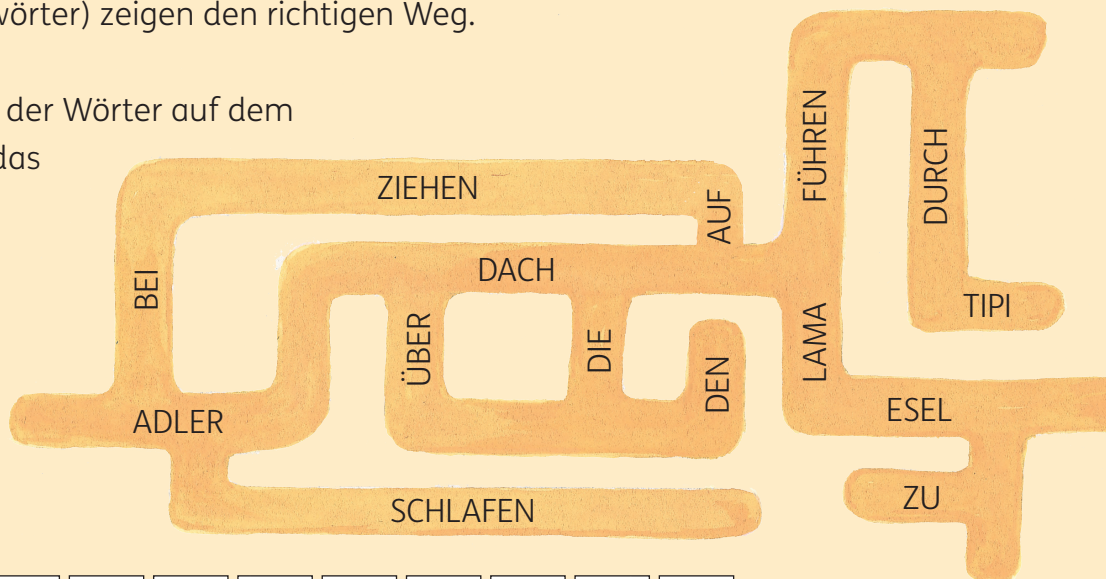 wörter) zeigen den richtigen Weg.
der Wörter auf dem
das
ZIEHEN
AUF
FÜHREN
DURCH
BEI
DACH
ÜBER
DIE
DEN
LAMA
TIPI
ADLER
ESEL
SCHLAFEN
ZU